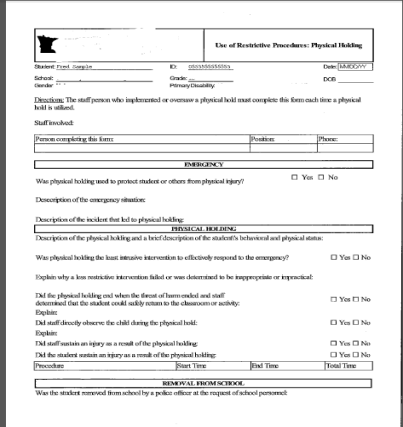 Use of Restrictive Procedures: Physical Holding
Student: Fred Sample ID: Date: MM/DD/YY
School: Grade: DOB
Gender Primary Disability:
Directions: The staff person who implemented or oversaw a physical hold must complete this form each time a physical
hold is utilized.
Staff involved:
Person completing this form: Position: Phone:
EMERGENCY
Was physical holding used to protect student or others from physical injury? Yes No
Description of the emergency situation:
Description of the incident that led to physical holding:
PHYSICAL HOLDING
Description of the physical holding and a brief description of the student's behavioral and physical status:
Was physical holding the least intrusive intervention to effectively respond to the emergency? Yes No
Explain why a less restrictive intervention failed or was determined to be inappropriate or impractical:
Did the physical holding end when the threat of harm ended and staff
determined that the student could safely return to the classroom or activity: Yes No
Explain:
Did staff directly observe the child during the physical hold: Yes No
Explain:
Did staff sustain an injury as a result of the physical holding: Yes No
Did the student sustain an injury as a result of the physical holding: Yes No
Procedure Start Time End Time Total Time
REMOVAL FROM SCHOOL
Was the student removed from school by a police officer at the request of school personnel: